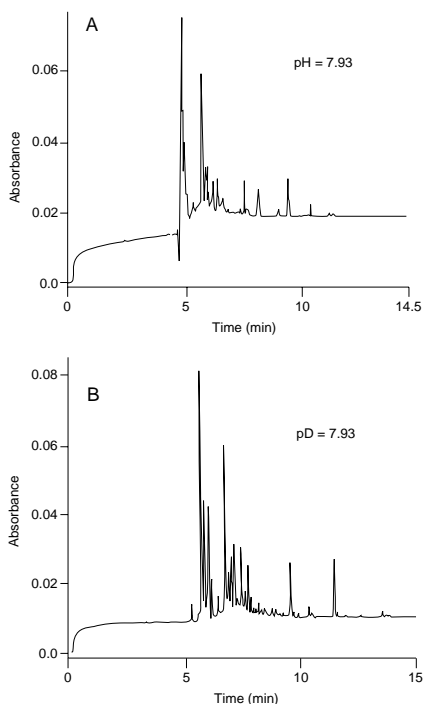 A
pH = 7.93
Absorbance
0.06
0.04
0.02
0.0
0 5 10 14.5
Time (min)
B
pD = 7.93
Absorbance
0.08
0.06
0.04
0.02
0.01
0.0
0 5 10 15
Time (min)